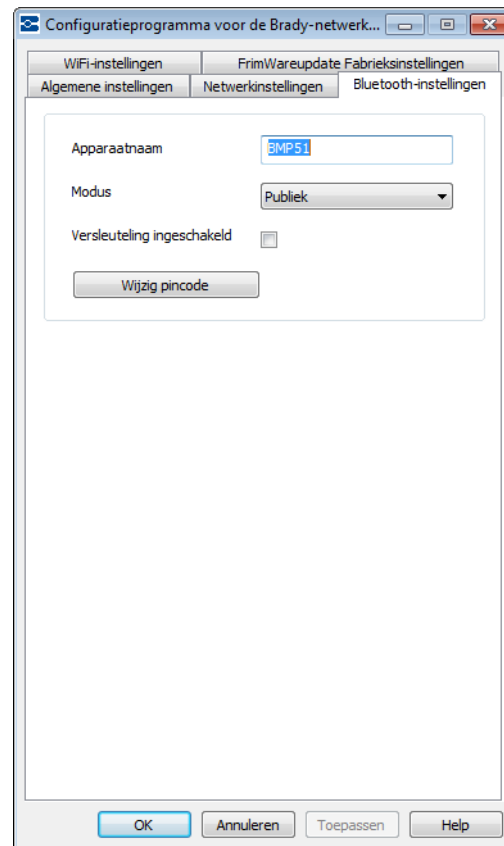 Configuratieprogramma voor de Brady-netwerk...
WiFi-instellingen FrimWareupdate Fabrieksinstellingen
Algemene instellingen Netwerkinstellingen Bluetooth-instellingen
Apparaatnaam BMP51
Modus Publiek
Versleuteling ingeschakeld
Wijzig pincode
OK Annuleren Toepassen Help